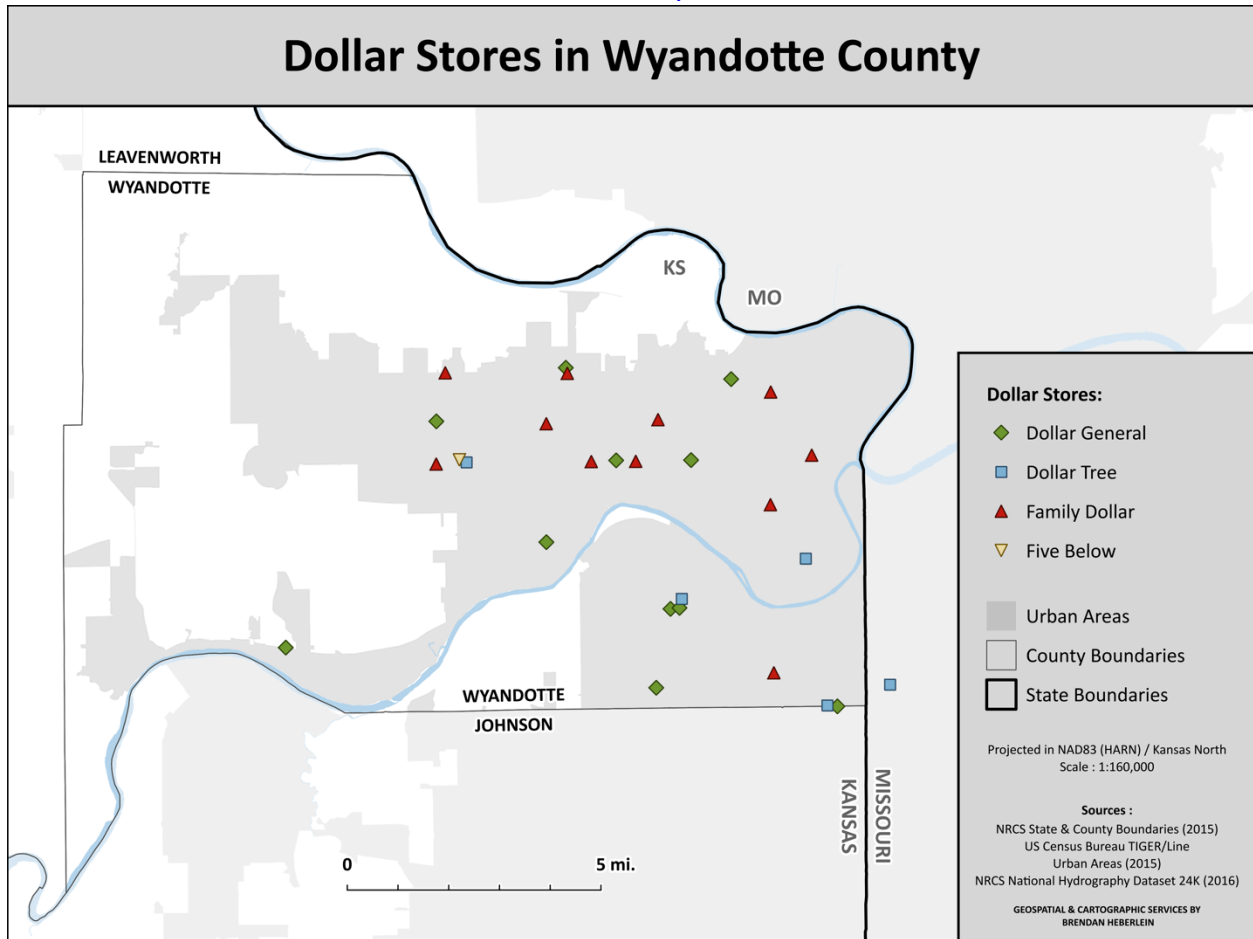 Dollar Stores in Wyandotte County
LEAVENWORTH
WYANDOTTE
KS
MO
WYANDOTTE
JOHNSON
KANSAS
MISSOURI
0
5 mi.
Dollar Stores:
Dollar General
Dollar Tree
Family Dollar
Five Below
Urban Areas
County Boundaries
State Boundaries
Projected in NAD83 (HARN) / Kansas North
Scale : 1:160,000
Sources :
NRCS State & County Boundaries (2015)
US Census Bureau TIGER/Line
Urban Areas (2015)
NRCS National Hydrography Dataset 24K (2016)
GEOSPATIAL & CARTOGRAPHIC SERVICES BY
BRENDAN HEBERLEIN